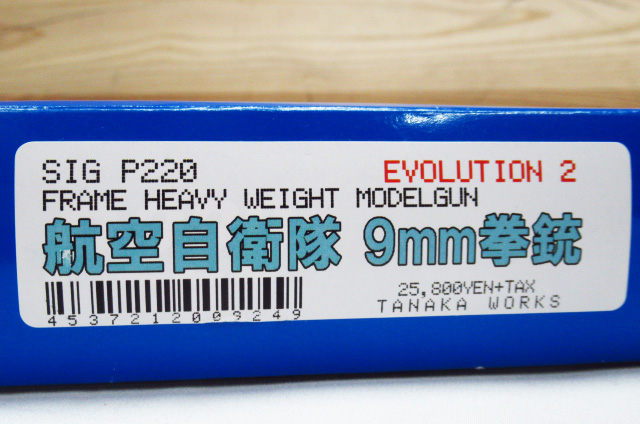 SIG P220 EVOLUTION 2
FRAME HEAVY WEIGHT MODELGUN
航空自衛隊 9mm拳銃
25,800YEN+TAX
4537212009249 TANAKA WORKS